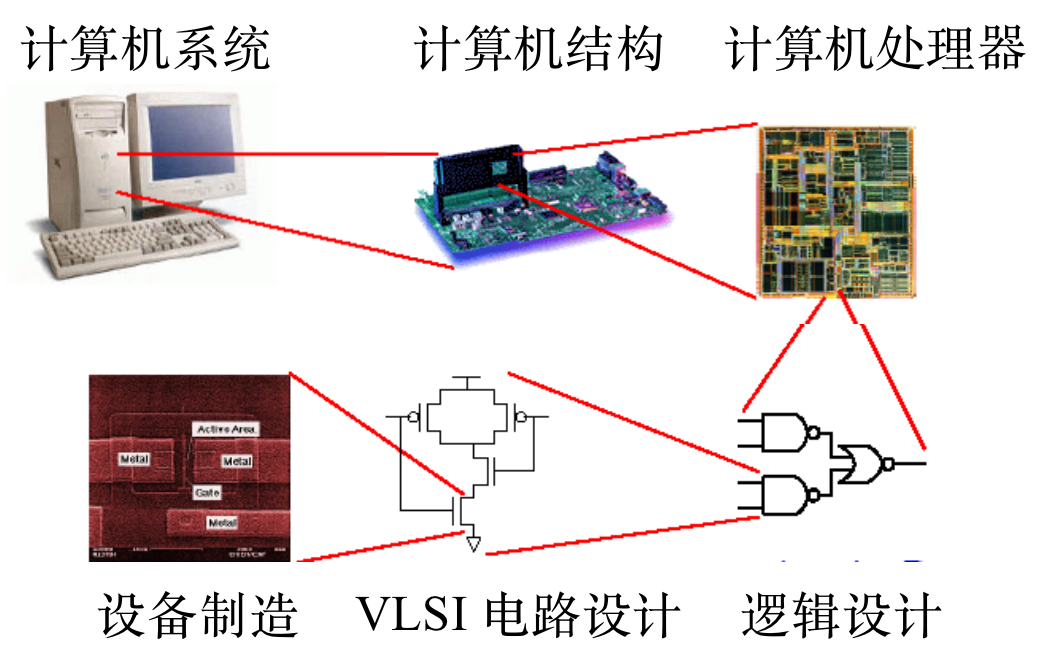 计算机系统
计算机结构
计算机处理器
Active Area
Metal
Metal
Gate
Metal
设备制造
VLSI 电路设计
逻辑设计